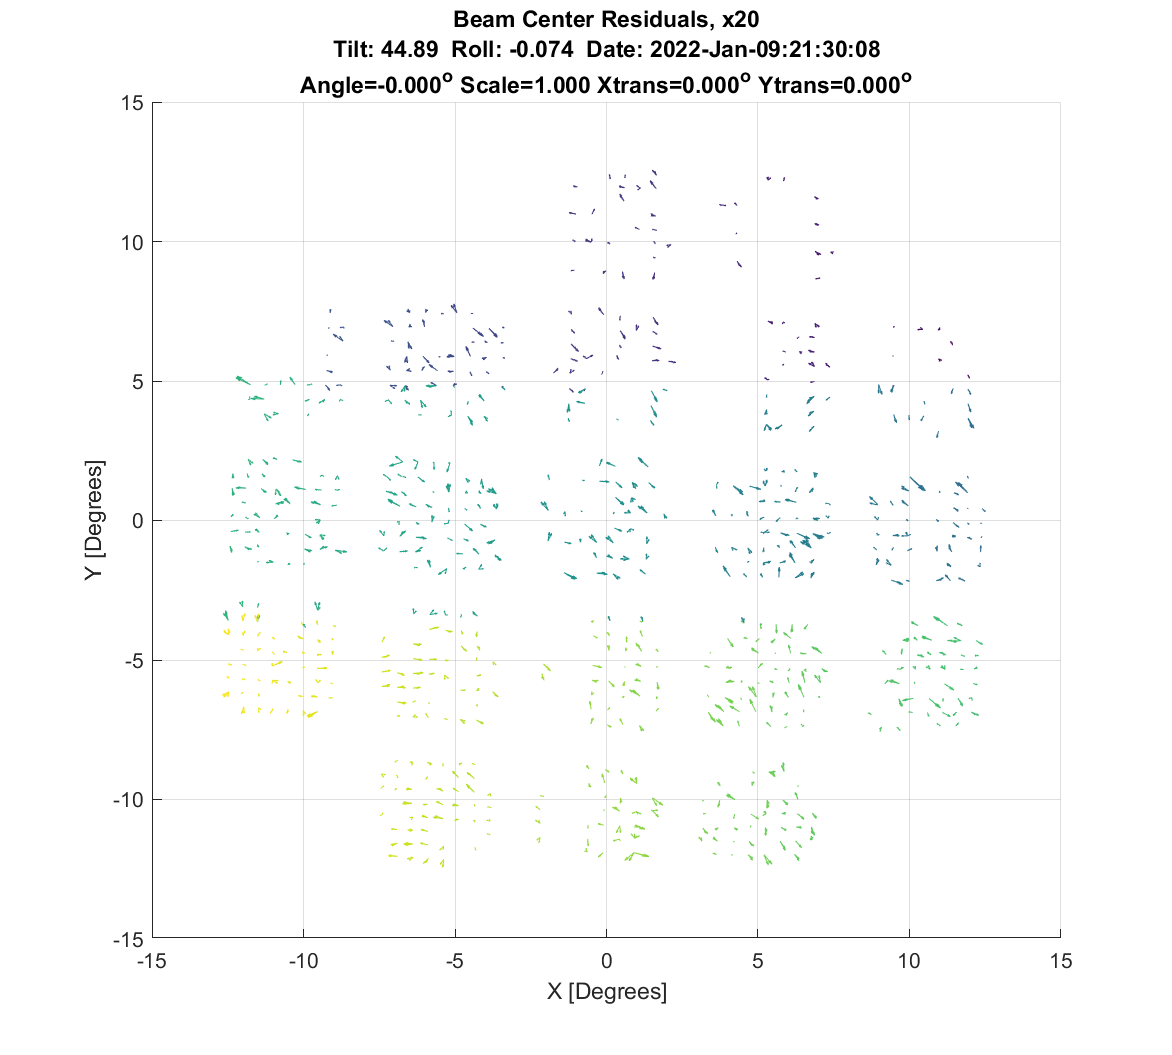 Beam Center Residuals, x20
Tilt: 44.89 Roll: -0.074 Date: 2022-Jan-09:21:30:08
Angle=-0.000° Scale=1.000 Xtrans=0.000° Ytrans=0.000°
15
10
5
0
-5
-10
-15
Y [Degrees]
-15 -10 -5 0 5 10 15
X [Degrees]